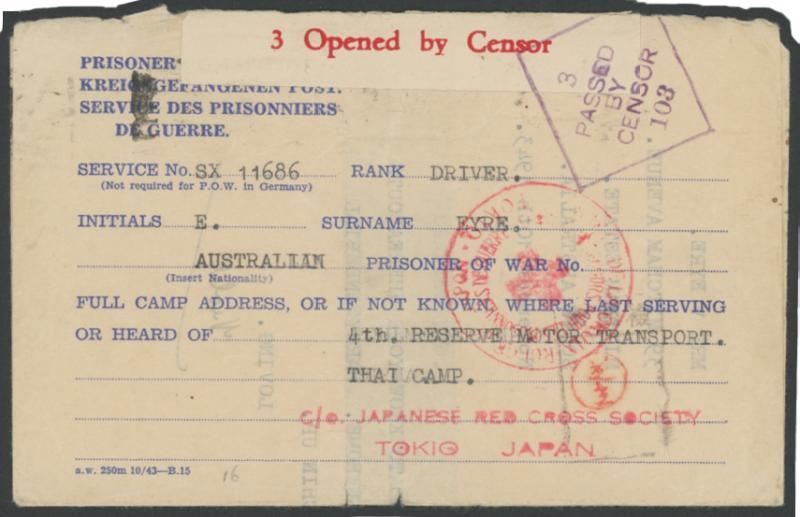 3 Opened by Censor
3
PASSED
BY
CENSOR
103
PRISONER
KREIGSGEFANGENEN POST.
SERVICE DES PRISONNIERS
DE GUERRE.
SERVICE No. SX 11686 RANK DRIVER.
(Not required for P.O.W. in Germany)
INITIALS E. SURNAME EYRE.
AUSTRALIAN PRISONER OF WAR No.
(Insert Nationality)
FULL CAMP ADDRESS, OR IF NOT KNOWN, WHERE LAST SERVING
OR HEARD OF 4th. RESERVE MOTOR TRANSPORT.
THAI CAMP.
C/o. JAPANESE RED CROSS SOCIETY
TOKIO JAPAN
a.w. 250m 10/43—B.15
16